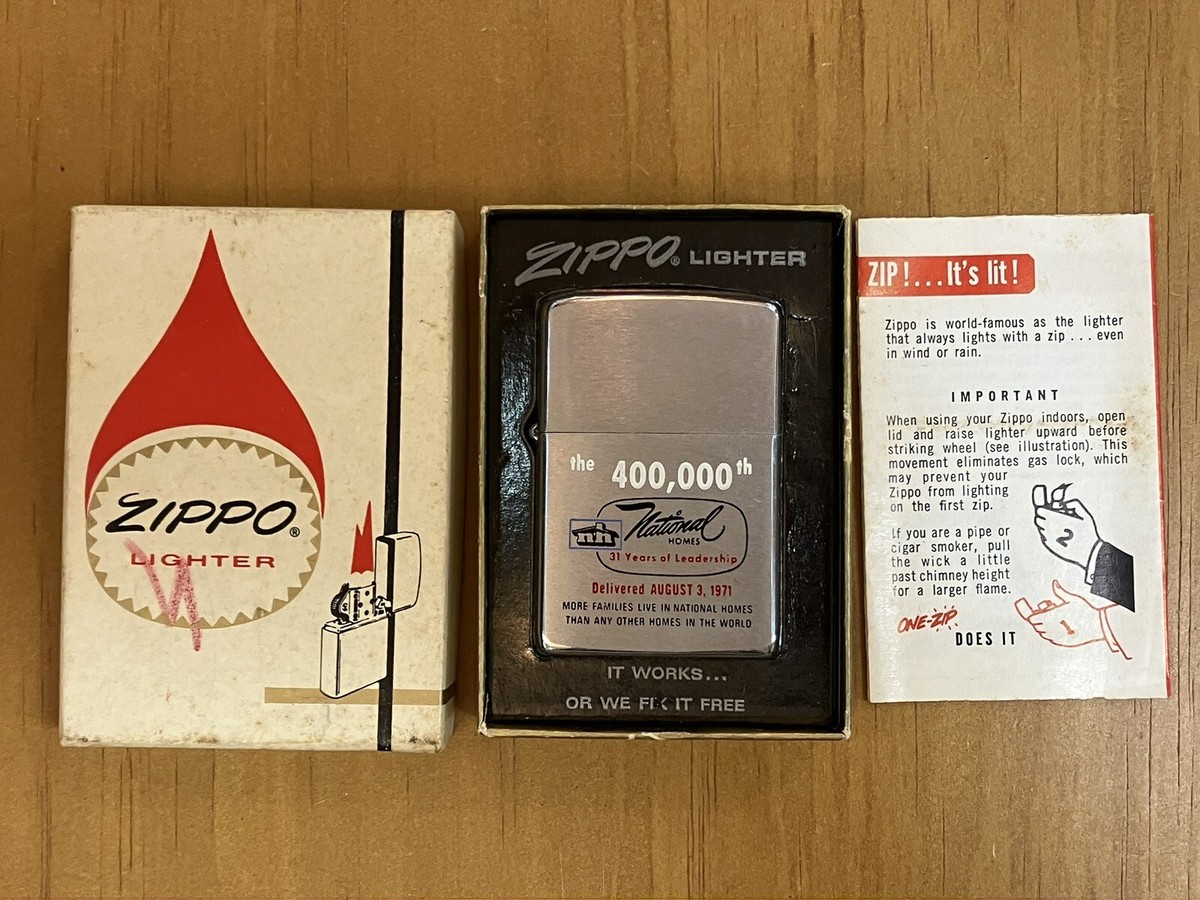 ZIPPO®
LIGHTER
ZIPPO® LIGHTER
the 400,000th
National
HOMES
nh
31 Years of Leadership
Delivered AUGUST 3, 1971
MORE FAMILIES LIVE IN NATIONAL HOMES
THAN ANY OTHER HOMES IN THE WORLD
IT WORKS...
OR WE FIX IT FREE
ZIP!...It's lit!
Zippo is world-famous as the lighter
that always lights with a zip . . . even
in wind or rain.
IMPORTANT
When using your Zippo indoors, open
lid and raise lighter upward before
striking wheel (see illustration). This
movement eliminates gas lock, which
may prevent your
Zippo from lighting
on the first zip.
2
If you are a pipe or
cigar smoker, pull
the wick a little
past chimney height
for a larger flame.
1
ONE-ZIP
DOES IT